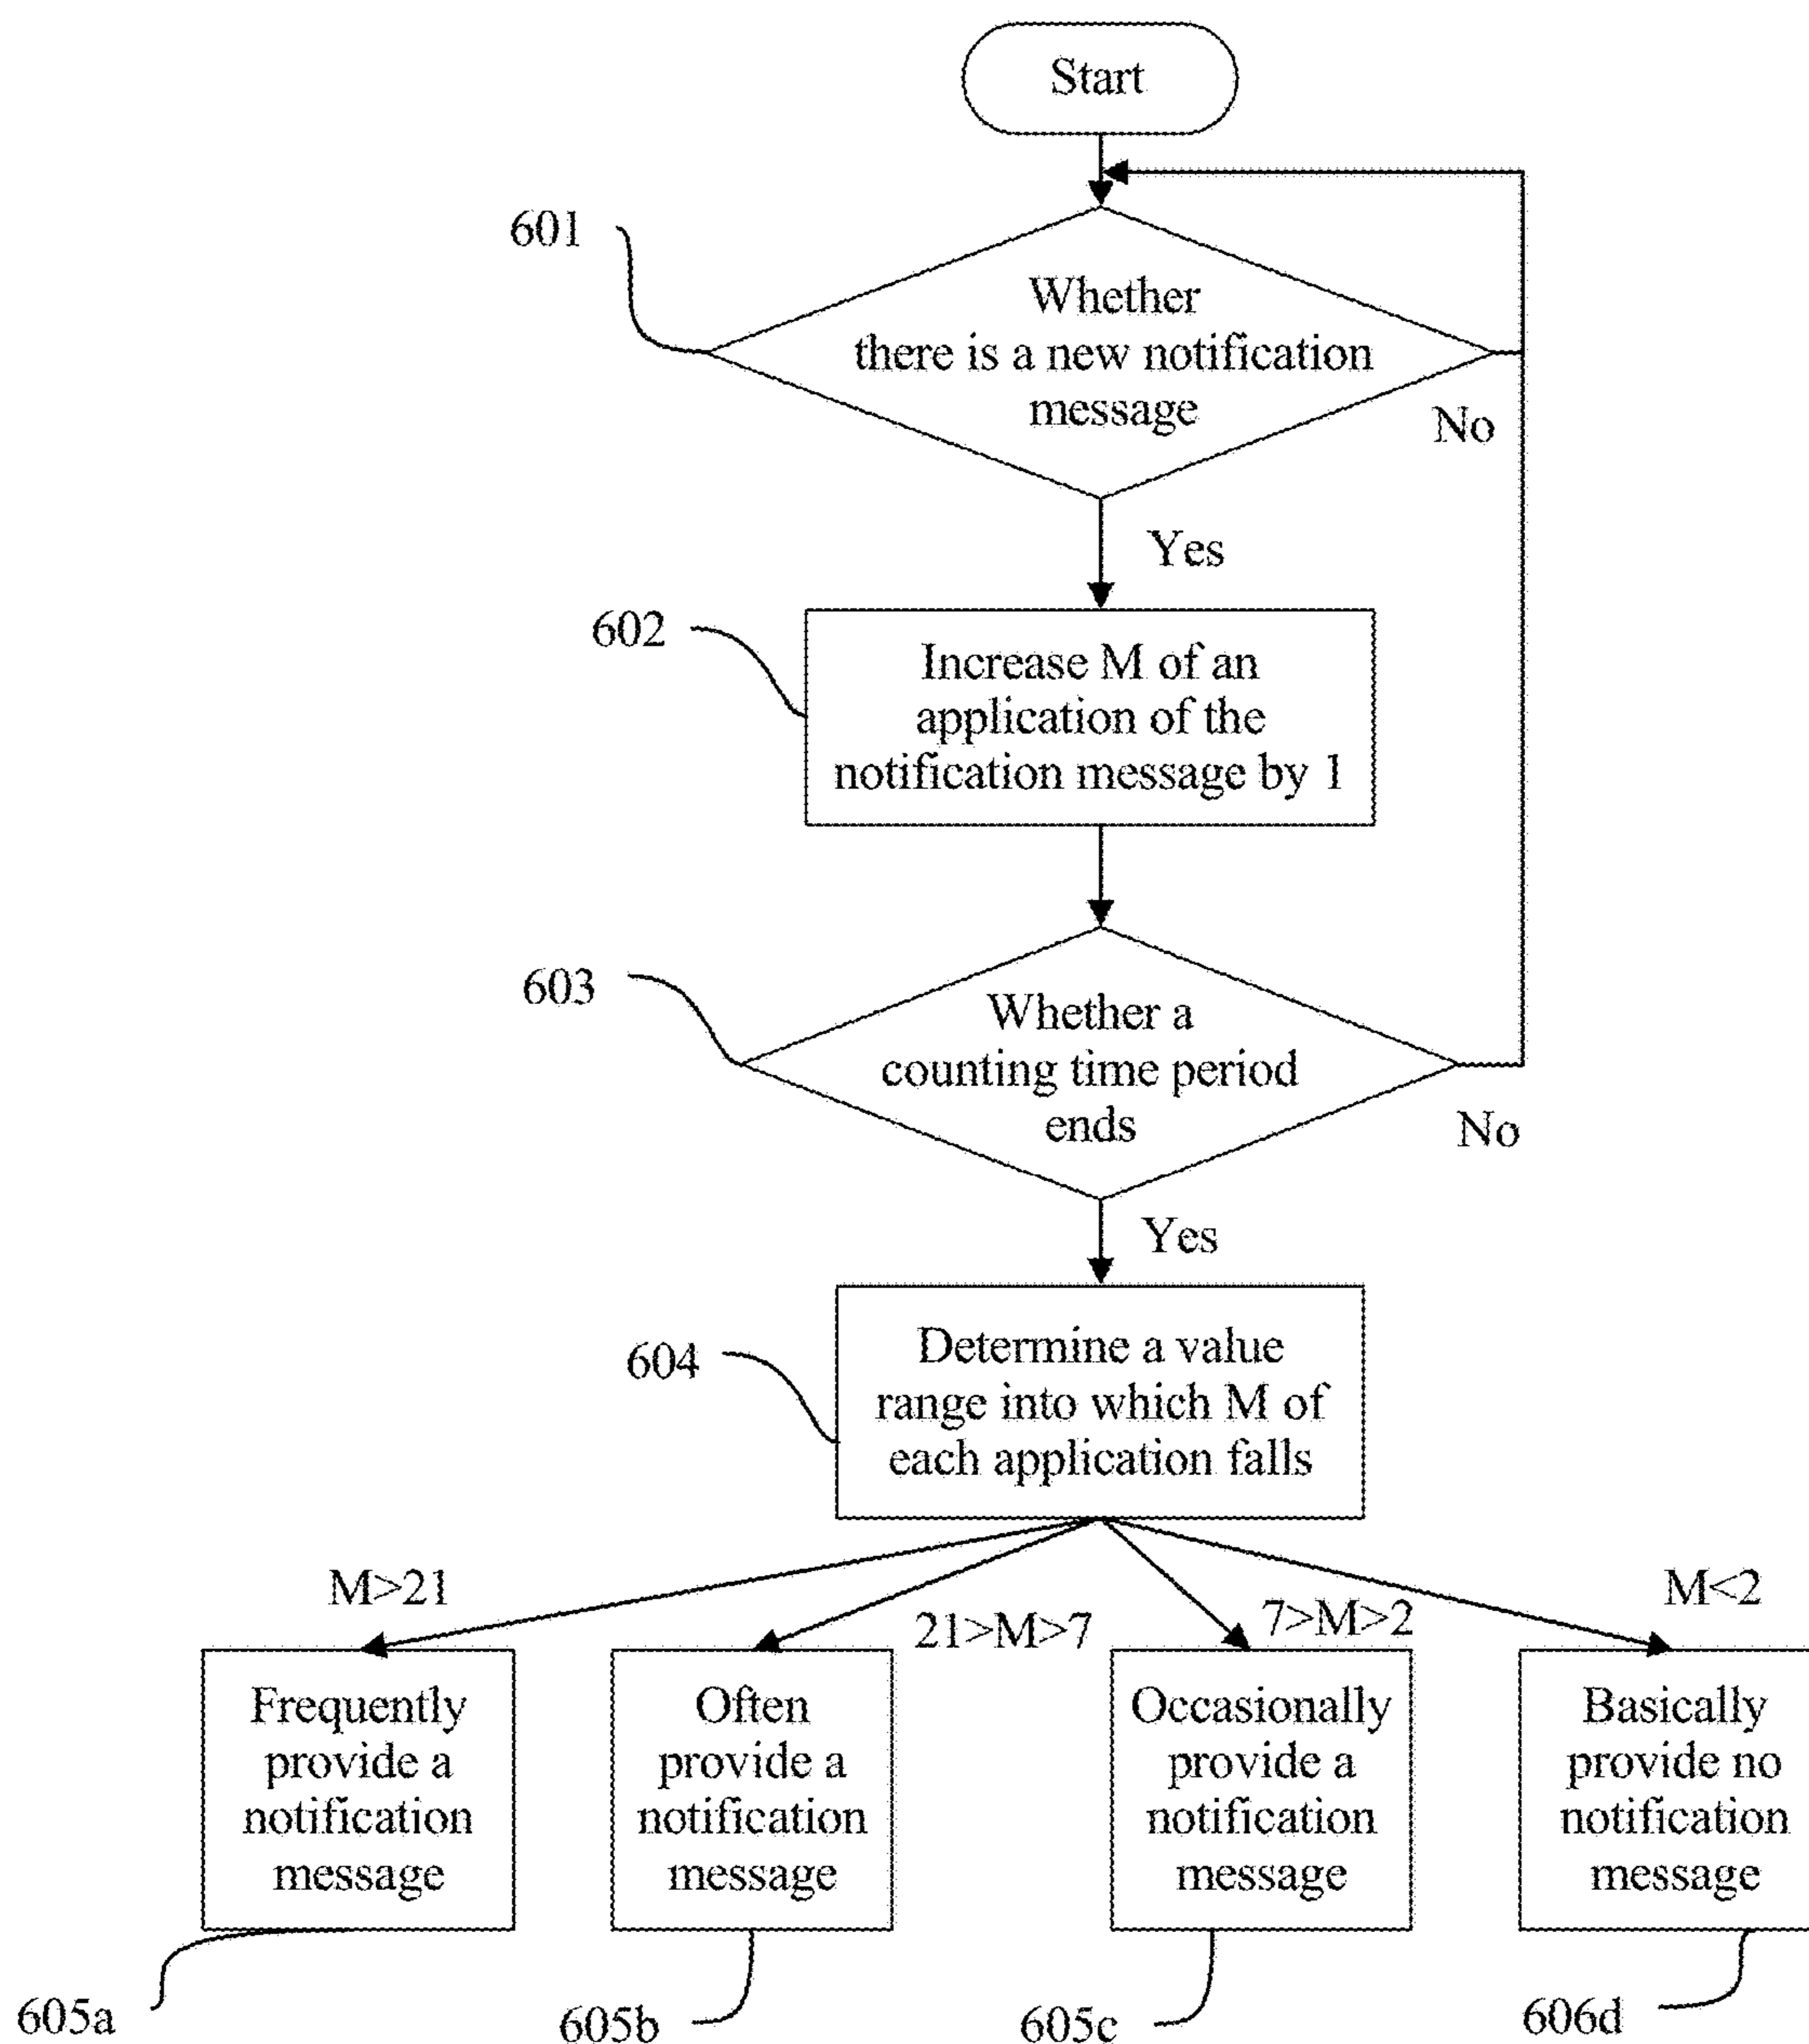 Start
601
Whether
there is a new notification
message
No
Yes
602
Increase M of an
application of the
notification message by 1
603
Whether a
counting time period
ends
No
Yes
604
Determine a value
range into which M of
each application falls
M>21
21>M>7
7>M>2
M<2
Frequently
provide a
notification
message
Often
provide a
notification
message
Occasionally
provide a
notification
message
Basically
provide no
notification
message
605a
605b
605c
606d